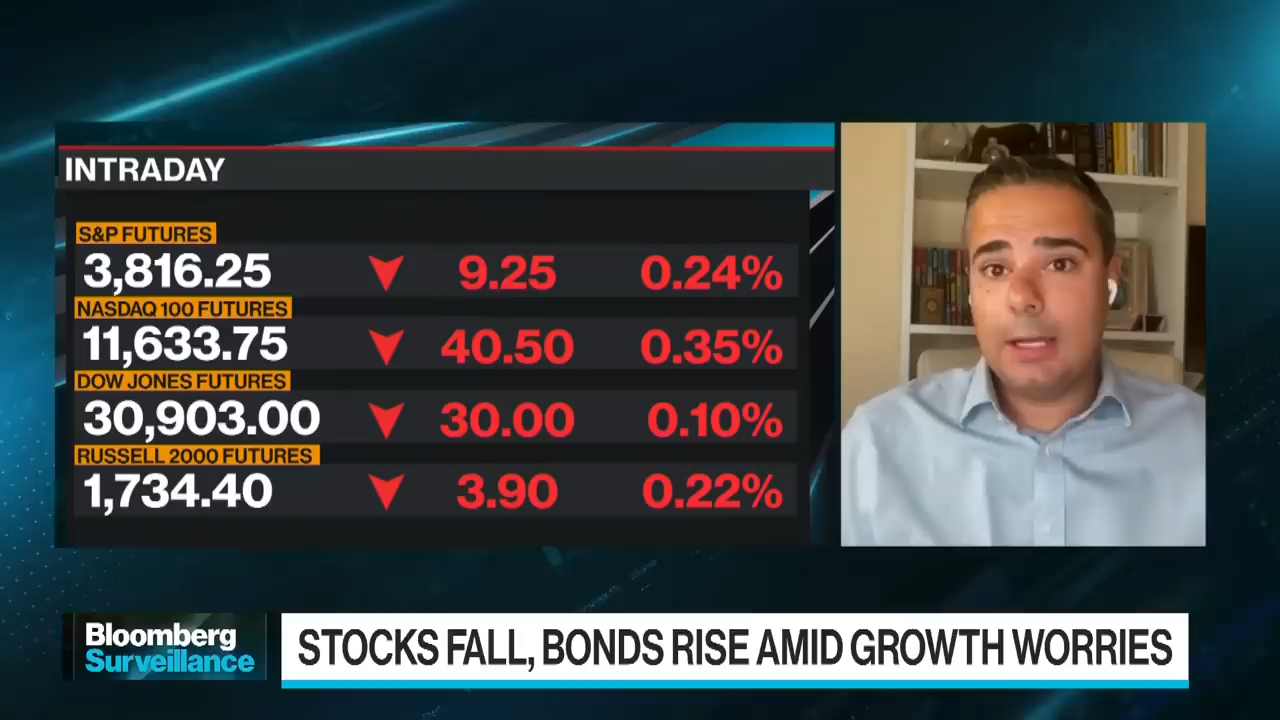 INTRADAY
S&P FUTURES
3,816.25 9.25 0.24%
NASDAQ 100 FUTURES
11,633.75 40.50 0.35%
DOW JONES FUTURES
30,903.00 30.00 0.10%
RUSSELL 2000 FUTURES
1,734.40 3.90 0.22%
Bloomberg
Surveillance
STOCKS FALL, BONDS RISE AMID GROWTH WORRIES